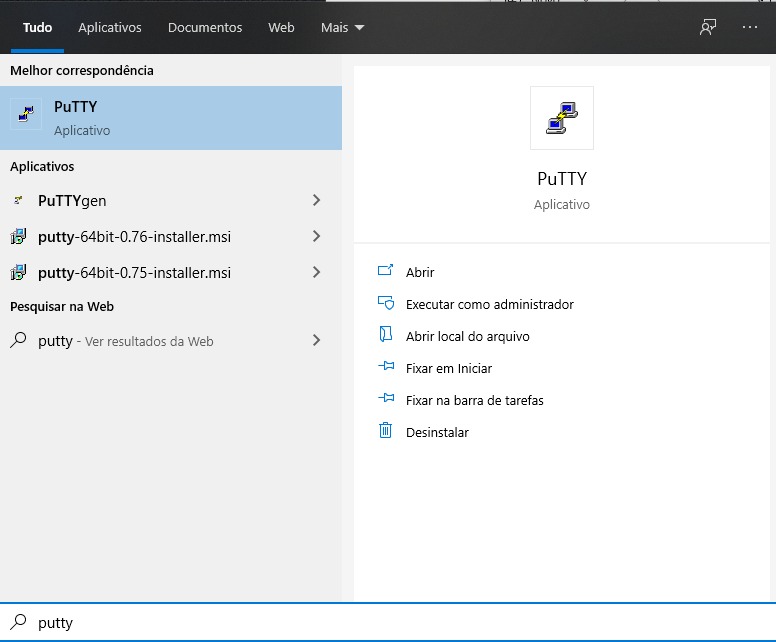 Tudo
Aplicativos
Documentos
Web
Mais
Melhor correspondência
PuTTY
Aplicativo
Aplicativos
PuTTYgen
putty-64bit-0.76-installer.msi
putty-64bit-0.75-installer.msi
Pesquisar na Web
putty - Ver resultados da Web
PuTTY
Aplicativo
Abrir
Executar como administrador
Abrir local do arquivo
Fixar em Iniciar
Fixar na barra de tarefas
Desinstalar
putty